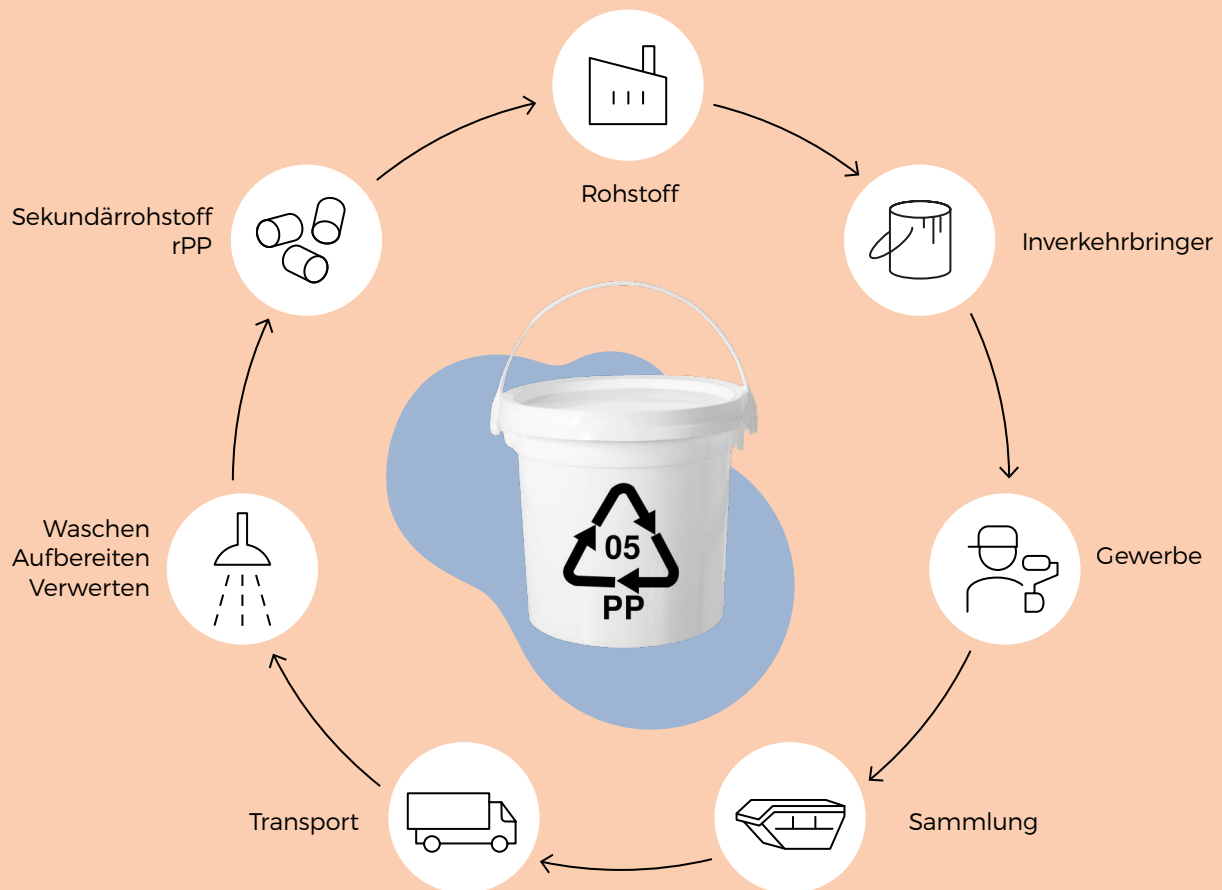 Rohstoff
Inverkehrbringer
Gewerbe
Sammlung
Transport
Waschen
Aufbereiten
Verwerten
Sekundärrohstoff
rPP
05
PP